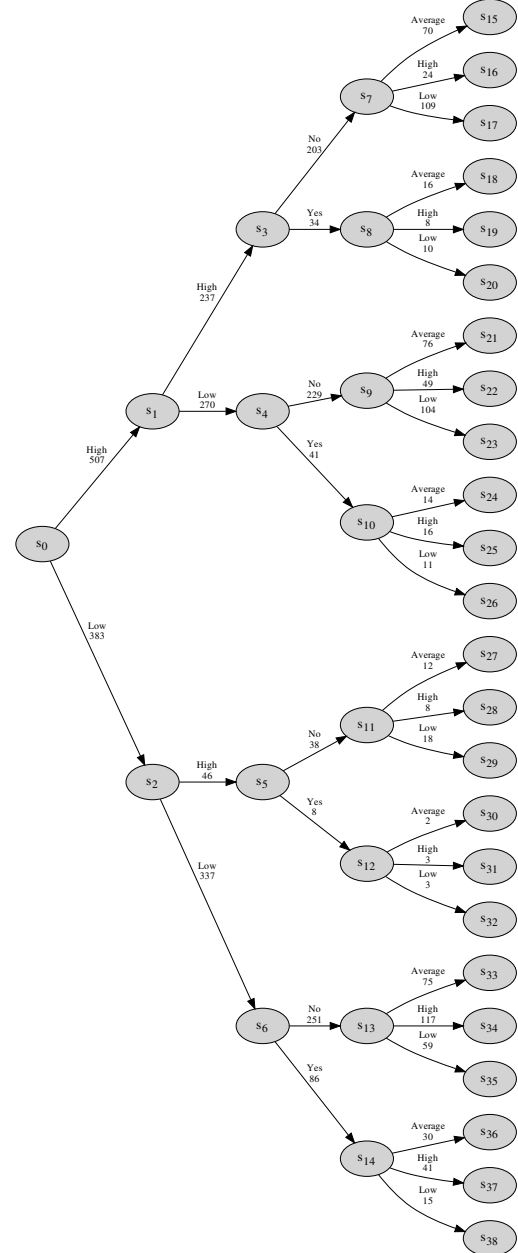 Average
70
s15
High
24
s16
Low
109
s17
s7
No
203
Average
16
s18
High
8
s19
Low
10
s20
s8
Yes
34
s3
High
237
Average
76
s21
High
49
s22
Low
104
s23
s9
No
229
s4
Low
270
s1
Yes
41
Average
14
s24
High
16
s25
Low
11
s26
s10
High
507
s0
Low
383
Average
12
s27
High
8
s28
Low
18
s29
s11
No
38
s5
High
46
s2
Yes
8
Average
2
s30
High
3
s31
Low
3
s32
s12
Low
337
Average
75
s33
High
117
s34
Low
59
s35
s13
No
251
s6
Yes
86
Average
30
s36
High
41
s37
Low
15
s38
s14